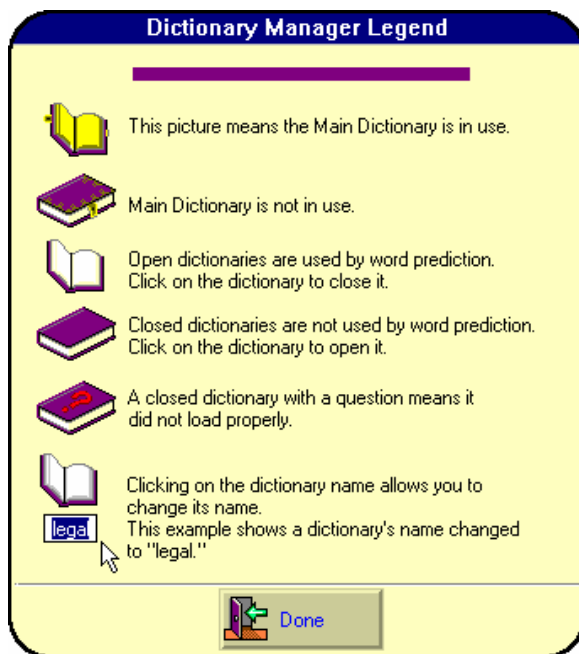 Dictionary Manager Legend
This picture means the Main Dictionary is in use.
Main Dictionary is not in use.
Open dictionaries are used by word prediction.
Click on the dictionary to close it.
Closed dictionaries are not used by word prediction.
Click on the dictionary to open it.
?
A closed dictionary with a question means it
did not load properly.
Clicking on the dictionary name allows you to
change its name.
legal
This example shows a dictionary's name changed
to "legal."
Done